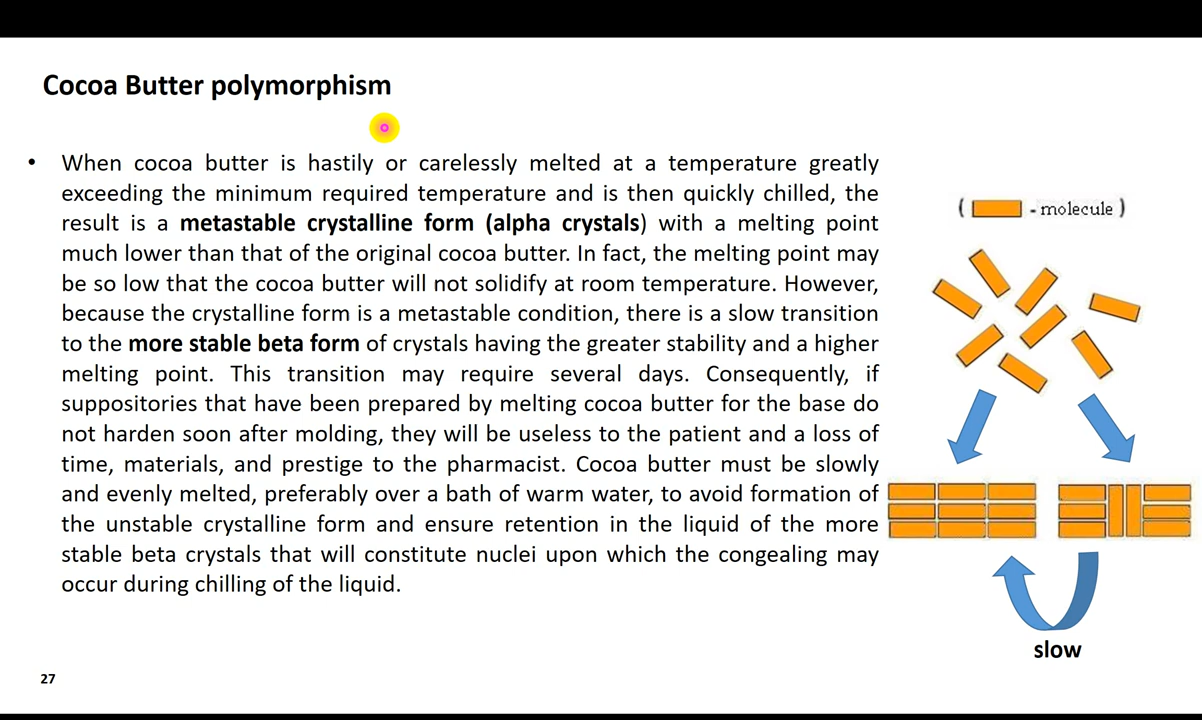 Cocoa Butter polymorphism
• When cocoa butter is hastily or carelessly melted at a temperature greatly
exceeding the minimum required temperature and is then quickly chilled, the
result is a metastable crystalline form (alpha crystals) with a melting point
much lower than that of the original cocoa butter. In fact, the melting point may
be so low that the cocoa butter will not solidify at room temperature. However,
because the crystalline form is a metastable condition, there is a slow transition
to the more stable beta form of crystals having the greater stability and a higher
melting point. This transition may require several days. Consequently, if
suppositories that have been prepared by melting cocoa butter for the base do
not harden soon after molding, they will be useless to the patient and a loss of
time, materials, and prestige to the pharmacist. Cocoa butter must be slowly
and evenly melted, preferably over a bath of warm water, to avoid formation of
the unstable crystalline form and ensure retention in the liquid of the more
stable beta crystals that will constitute nuclei upon which the congealing may
occur during chilling of the liquid.
( - molecule )
slow
27